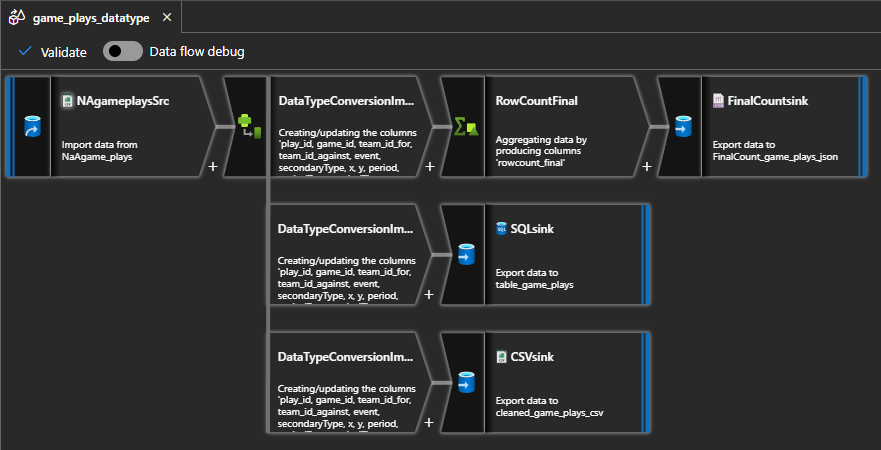 game_plays_datatype
Validate
Data flow debug
NAgameplaysSrc
Import data from
NaAgame_plays
+
DataTypeConversionIm...
Creating/updating the columns
'play_id, game_id, team_id_for,
team_id_against, event,
secondaryType, x, y, period,
+
RowCountFinal
Aggregating data by
producing columns
'rowcount_final'
+
FinalCountsink
Export data to
FinalCount_game_plays_json
DataTypeConversionIm...
Creating/updating the columns
'play_id, game_id, team_id_for,
team_id_against, event,
secondaryType, x, y, period,
+
SQL
SQLsink
Export data to
table_game_plays
DataTypeConversionIm...
Creating/updating the columns
'play_id, game_id, team_id_for,
team_id_against, event,
secondaryType, x, y, period,
+
CSVsink
Export data to
cleaned_game_plays_csv